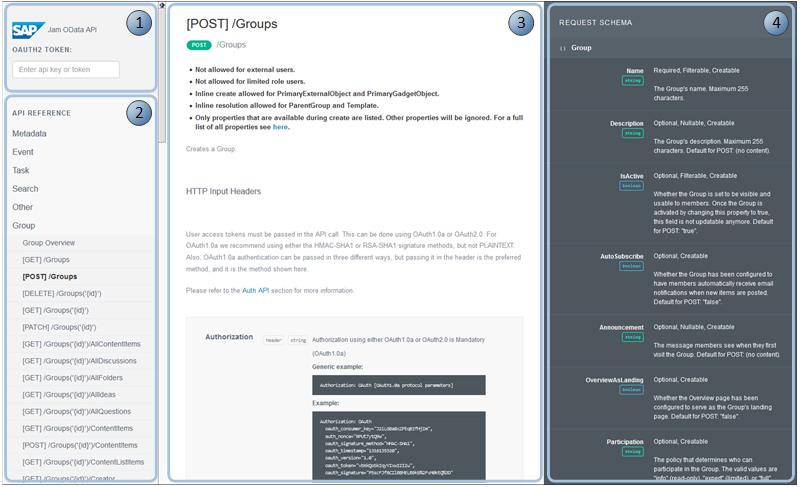 SAP Jam OData API
1
OAUTH2 TOKEN:
Enter api key or token
2
API REFERENCE
Metadata
Event
Task
Search
Other
Group
Group Overview
[GET] /Groups
[POST] /Groups
[DELETE] /Groups('{id}')
[GET] /Groups('{id}')
[PATCH] /Groups('{id}')
[GET] /Groups('{id}')/AllContentItems
[GET] /Groups('{id}')/AllDiscussions
[GET] /Groups('{id}')/AllFolders
[GET] /Groups('{id}')/AllIdeas
[GET] /Groups('{id}')/AllQuestions
[GET] /Groups('{id}')/ContentItems
[POST] /Groups('{id}')/ContentItems
[GET] /Groups('{id}')/ContentListItems
[GET] /Groups('{id}')/Creator
3
[POST] /Groups
POST /Groups
• Not allowed for external users.
• Not allowed for limited role users.
• Inline create allowed for PrimaryExternalObject and PrimaryGadgetObject.
• Inline resolution allowed for ParentGroup and Template.
• Only properties that are available during create are listed. Other properties will be ignored. For a full
list of all properties see here.
Creates a Group.
HTTP Input Headers
User access tokens must be passed in the API call. This can be done using OAuth1.0a or OAuth2.0. For
OAuth1.0a we recommend using either the HMAC-SHA1 or RSA-SHA1 signature methods, but not PLAINTEXT.
Also, OAuth1.0a authentication can be passed in three different ways, but passing it in the header is the preferred
method, and it is the method shown here.
Please refer to the Auth API section for more information.
Authorization header string Authorization using either OAuth1.0a or OAuth2.0 is Mandatory
(OAuth1.0a)
Generic example:
Authorization: OAuth [OAuth1.0a protocol parameters]
Example:
Authorization: OAuth
oauth_signature_method="HMAC-SHA1",
oauth_timestamp="1316135320",
oauth_version="1.0",
4
REQUEST SCHEMA
{} Group
Name Required, Filterable, Creatable
string
The Group's name. Maximum 255
characters.
Description Optional, Nullable, Creatable
string
The Group's description. Maximum 255
characters. Default for POST: (no content).
IsActive Optional, Filterable, Creatable
boolean
Whether the Group is set to be visible and
usable to members. Once the Group is
activated by changing this property to true,
this field is not updatable anymore. Default
for POST: "true".
AutoSubscribe Optional, Creatable
boolean
Whether the Group has been configured to
have members automatically receive email
notifications when new items are posted.
Default for POST: "false".
Announcement Optional, Nullable, Creatable
string
The message members see when they first
visit the Group. Default for POST: (no content).
OverviewAsLanding Optional, Creatable
boolean
Whether the Overview page has been
configured to serve as the Group's landing
page. Default for POST: "false".
Participation Optional, Creatable
string
The policy that determines who can
participate in the Group. The valid values are
"info" (read-only), "expert" (limited), or "full"